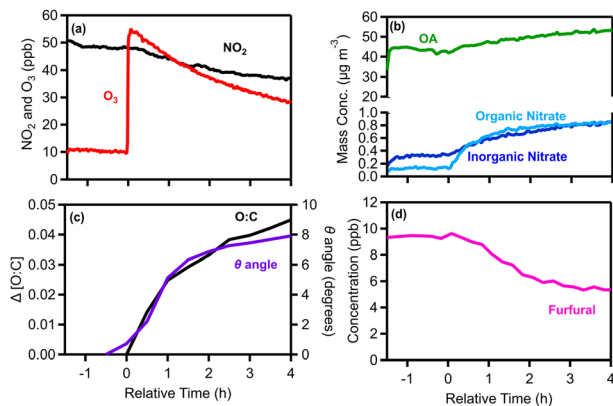 (a)
NO2
O3
NO2 and O3 (ppb)
60
50
40
30
20
10
0
(b)
OA
Organic Nitrate
Inorganic Nitrate
Mass Conc. (µg m-3)
60
50
40
30
20
1.0
0.8
0.6
0.4
0.2
0.0
(c)
O:C
θ angle
Δ [O:C]
0.05
0.04
0.03
0.02
0.01
0.00
θ angle (degrees)
10
8
6
4
2
0
-1 0 1 2 3 4
Relative Time (h)
(d)
Furfural
Concentration (ppb)
12
10
8
6
4
2
0
-1 0 1 2 3 4
Relative Time (h)